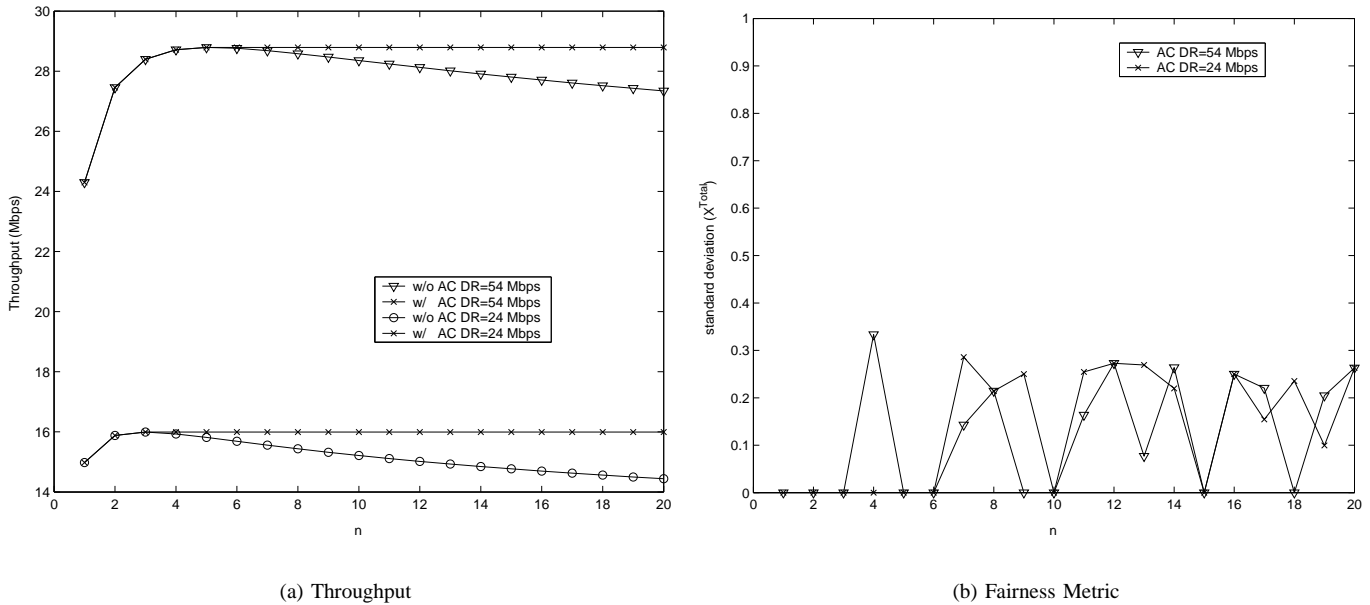 30
28
26
24
22
20
18
16
14
0 2 4 6 8 10 12 14 16 18 20
n
Throughput (Mbps)
w/o AC DR=54 Mbps
w/ AC DR=54 Mbps
w/o AC DR=24 Mbps
w/ AC DR=24 Mbps
(a) Throughput
1
0.9
0.8
0.7
0.6
0.5
0.4
0.3
0.2
0.1
0
0 2 4 6 8 10 12 14 16 18 20
n
standard deviation (X^Total)
AC DR=54 Mbps
AC DR=24 Mbps
(b) Fairness Metric